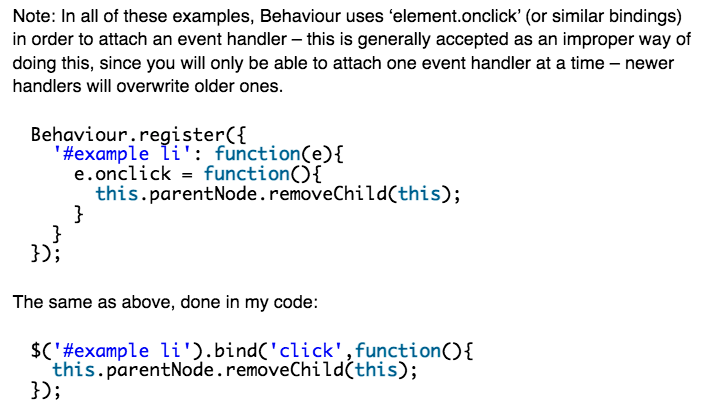 Note: In all of these examples, Behaviour uses ‘element.onclick’ (or similar bindings)
in order to attach an event handler – this is generally accepted as an improper way of
doing this, since you will only be able to attach one event handler at a time – newer
handlers will overwrite older ones.
Behaviour.register({
'#example li': function(e){
e.onclick = function(){
this.parentNode.removeChild(this);
}
}
});
The same as above, done in my code:
$('#example li').bind('click',function(){
this.parentNode.removeChild(this);
});